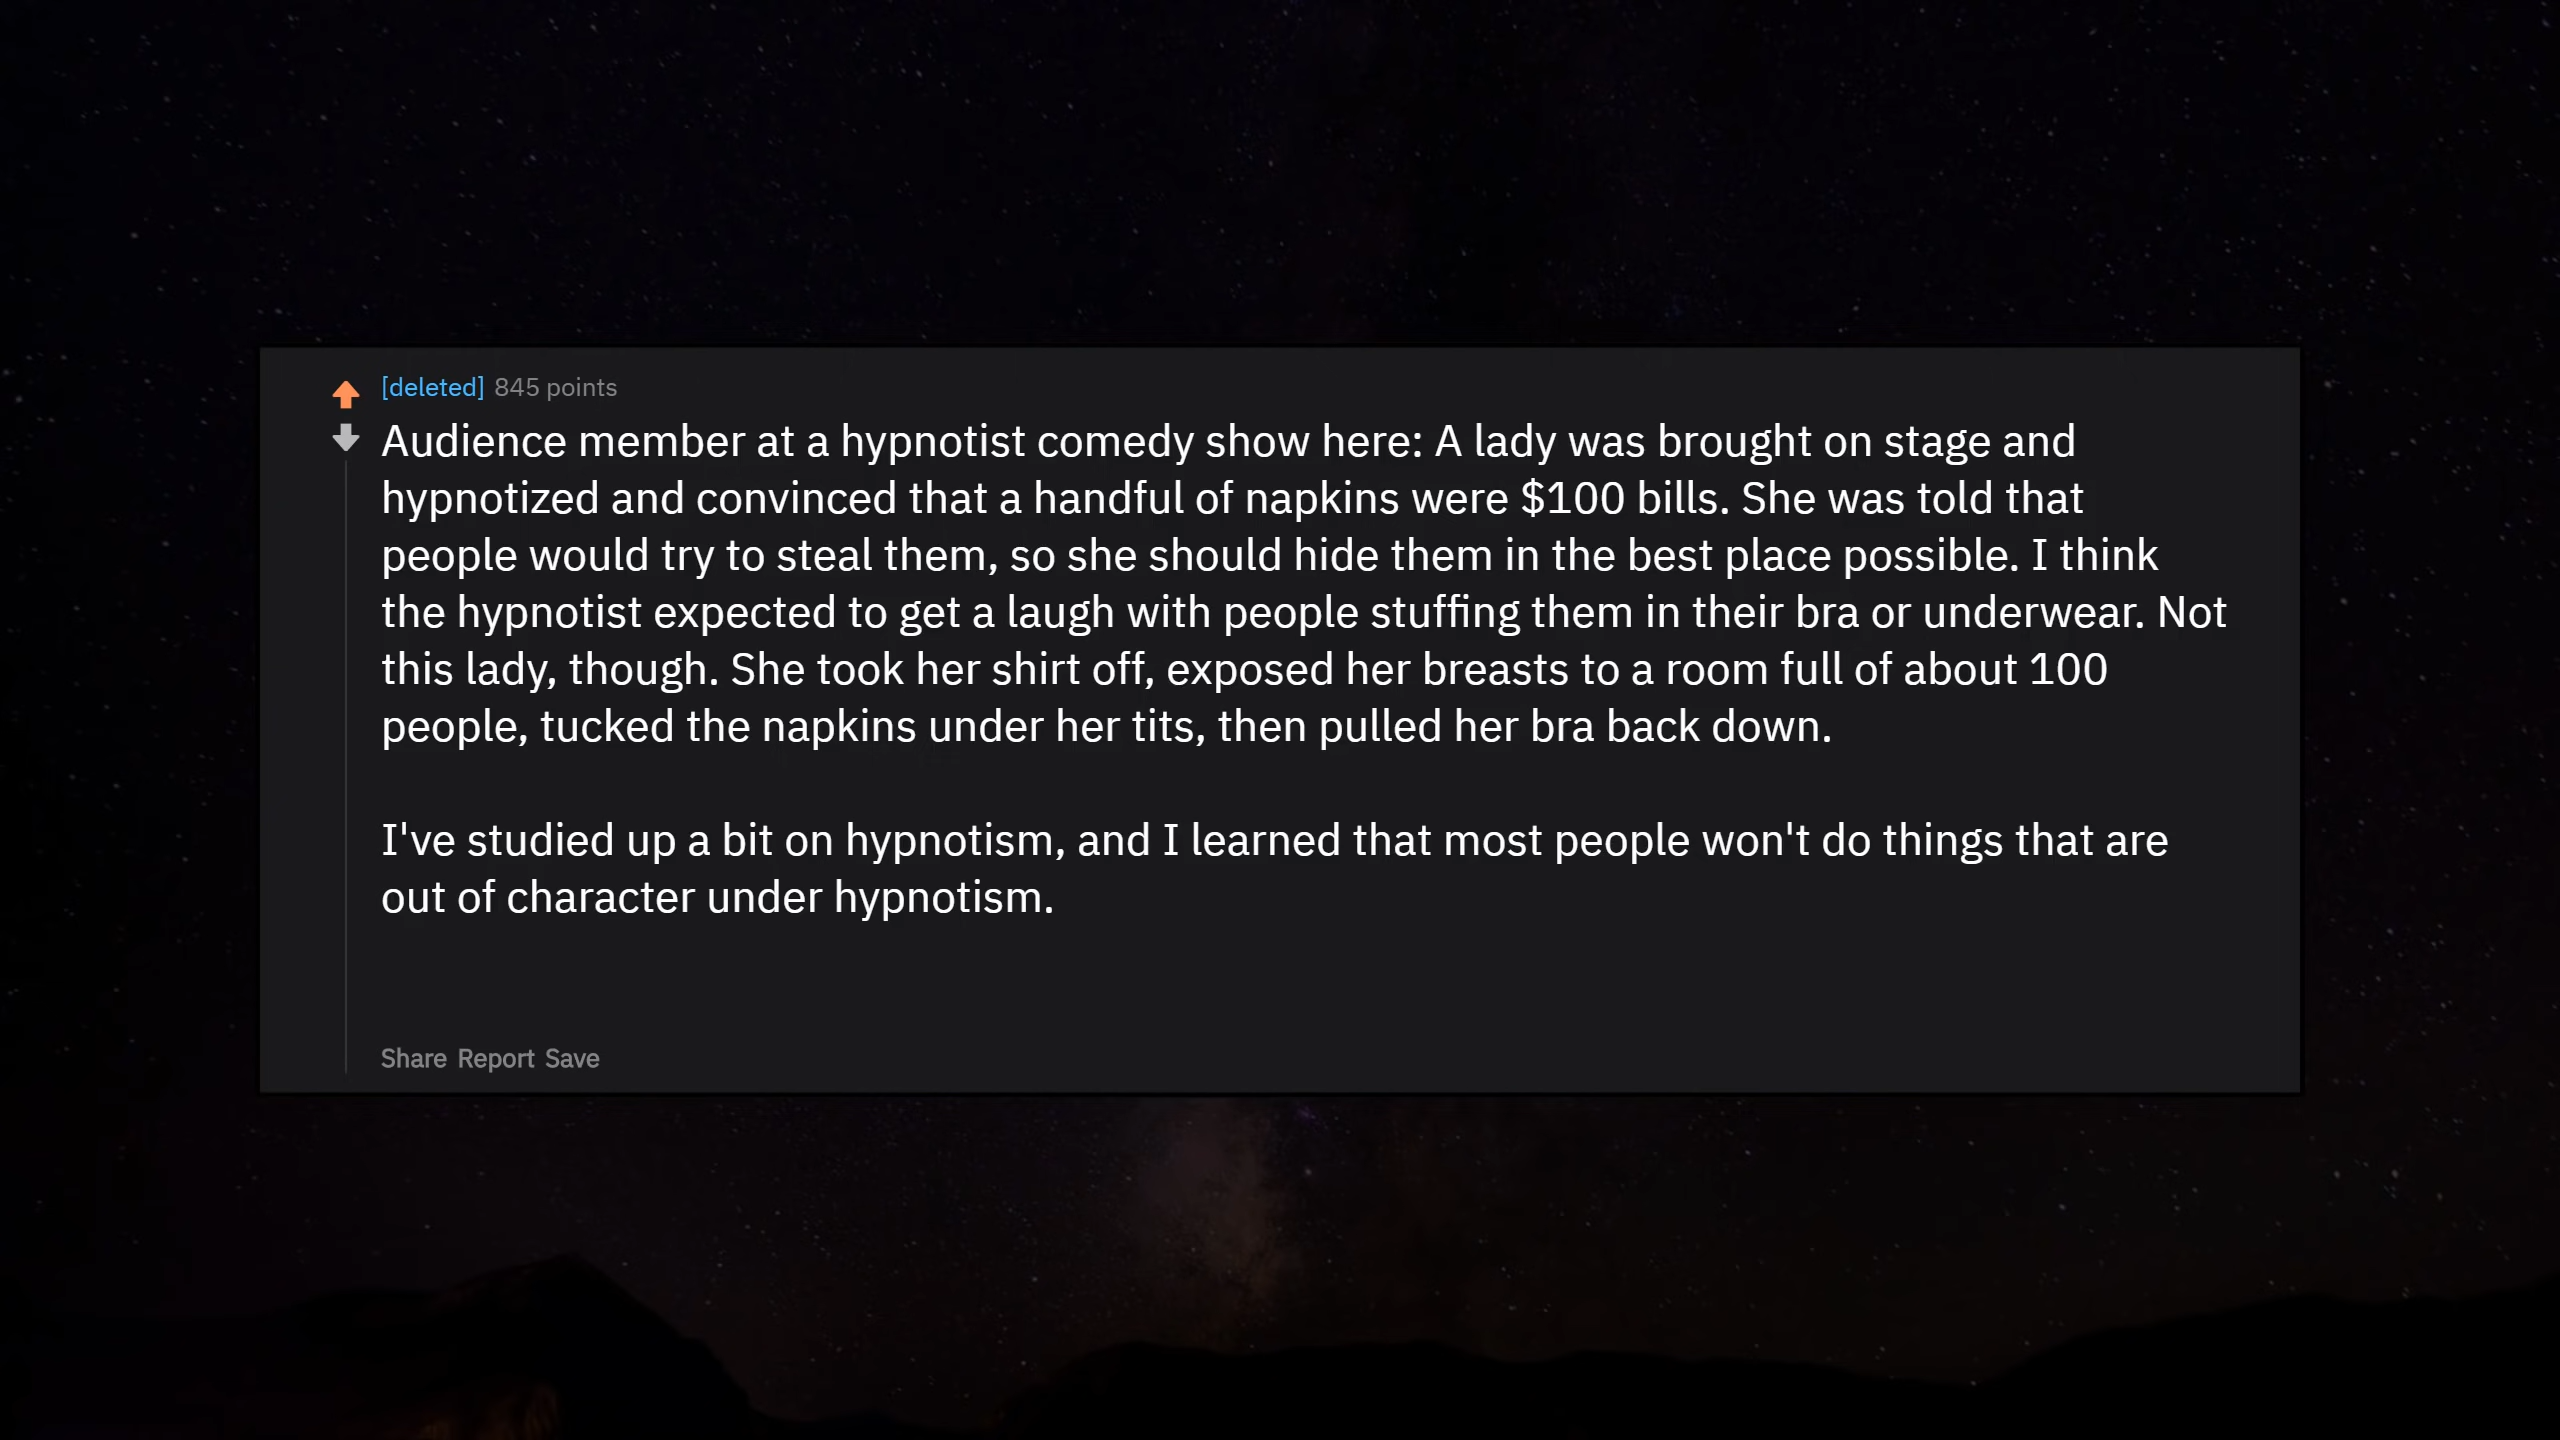 [deleted] 845 points
Audience member at a hypnotist comedy show here: A lady was brought on stage and
hypnotized and convinced that a handful of napkins were $100 bills. She was told that
people would try to steal them, so she should hide them in the best place possible. I think
the hypnotist expected to get a laugh with people stuffing them in their bra or underwear. Not
this lady, though. She took her shirt off, exposed her breasts to a room full of about 100
people, tucked the napkins under her tits, then pulled her bra back down.
I've studied up a bit on hypnotism, and I learned that most people won't do things that are
out of character under hypnotism.
Share Report Save